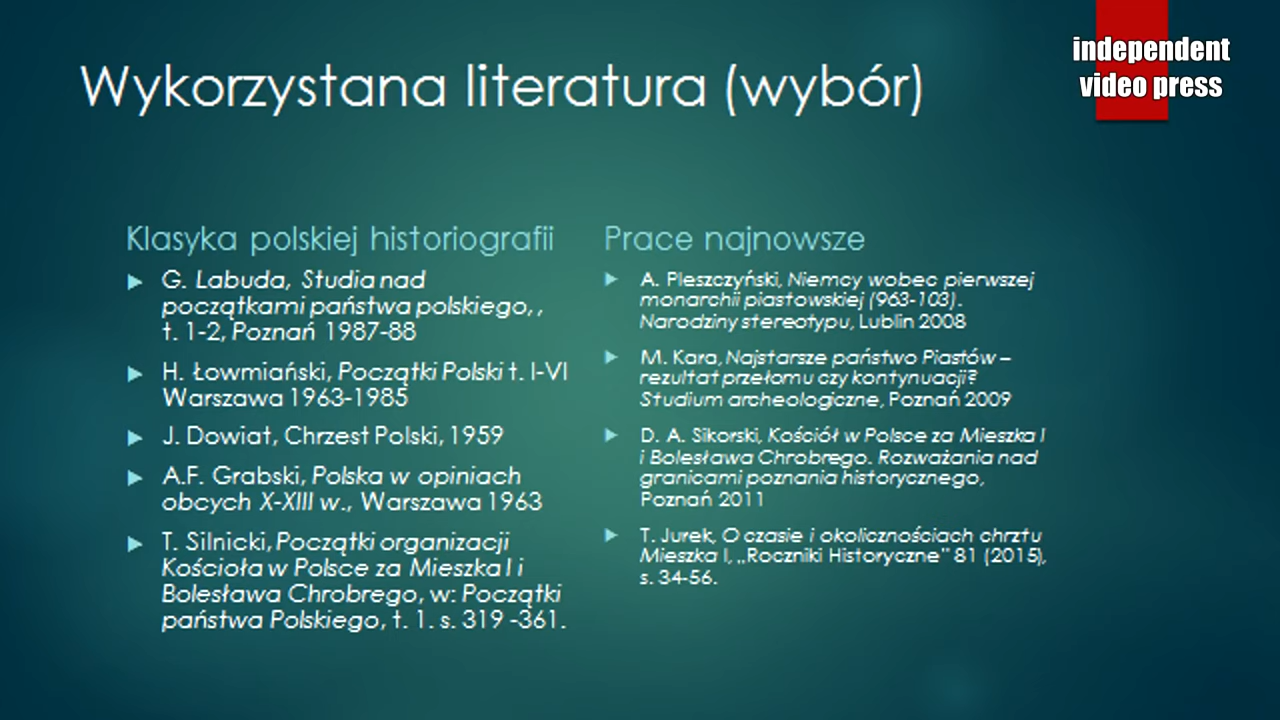 independent
video press
Wykorzystana literatura (wybór)
Klasyka polskiej historiografii
G. Labuda, Studia nad
początkami państwa polskiego, ,
t. 1-2, Poznań 1987-88
H. Łowmiański, Początki Polski t. I-VI
Warszawa 1963-1985
J. Dowiat, Chrzest Polski, 1959
A.F. Grabski, Polska w opiniach
obcych X-XIII w., Warszawa 1963
T. Silnicki, Początki organizacji
Kościoła w Polsce za Mieszka I i
Bolesława Chrobrego, w: Początki
państwa Polskiego, t. 1. s. 319 -361.
Prace najnowsze
A. Pleszczyński, Niemcy wobec pierwszej
monarchii piastowskiej (963-103).
Narodziny stereotypu, Lublin 2008
M. Kara, Najstarsze państwo Piastów –
rezultat przełomu czy kontynuacji?
Studium archeologiczne, Poznań 2009
D. A. Sikorski, Kościół w Polsce za Mieszka I
i Bolesława Chrobrego. Rozważania nad
granicami poznania historycznego,
Poznań 2011
T. Jurek, O czasie i okolicznościach chrztu
Mieszka I, „Roczniki Historyczne" 81 (2015),
s. 34-56.